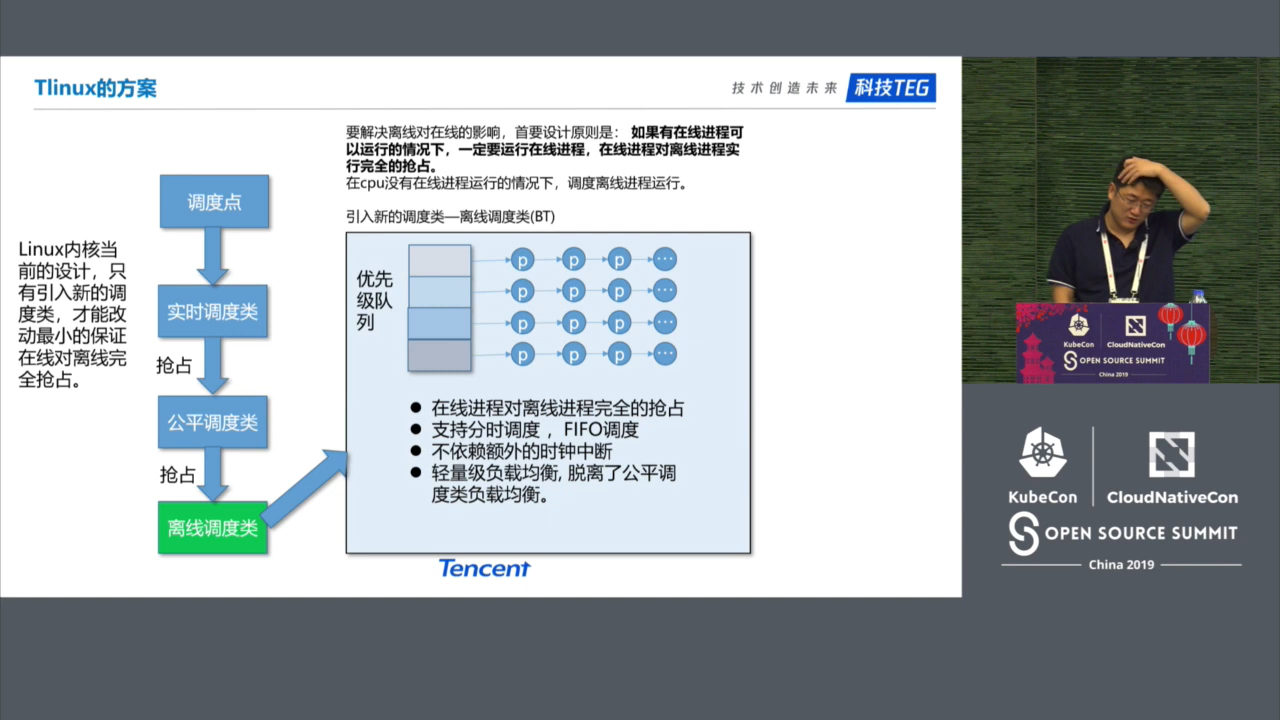 Tlinux的方案
技术创造未来 科技TEG
要解决离线对在线的影响，首要设计原则是： 如果有在线进程可
以运行的情况下，一定要运行在线进程，在线进程对离线进程实
行完全的抢占。
在cpu没有在线进程运行的情况下，调度离线进程运行。
引入新的调度类—离线调度类(BT)
Linux内核当
前的设计，只
有引入新的调
度类，才能改
动最小的保证
在线对离线完
全抢占。
调度点
实时调度类
抢占
公平调度类
抢占
离线调度类
优先
级队
列
p p p ···
p p p ···
p p p ···
p p p ···
● 在线进程对离线进程完全的抢占
● 支持分时调度 ，FIFO调度
● 不依赖额外的时钟中断
● 轻量级负载均衡, 脱离了公平调
度类负载均衡。
Tencent
KubeCon CloudNativeCon
OPEN SOURCE SUMMIT
China 2019
KubeCon CloudNativeCon
OPEN SOURCE SUMMIT
China 2019